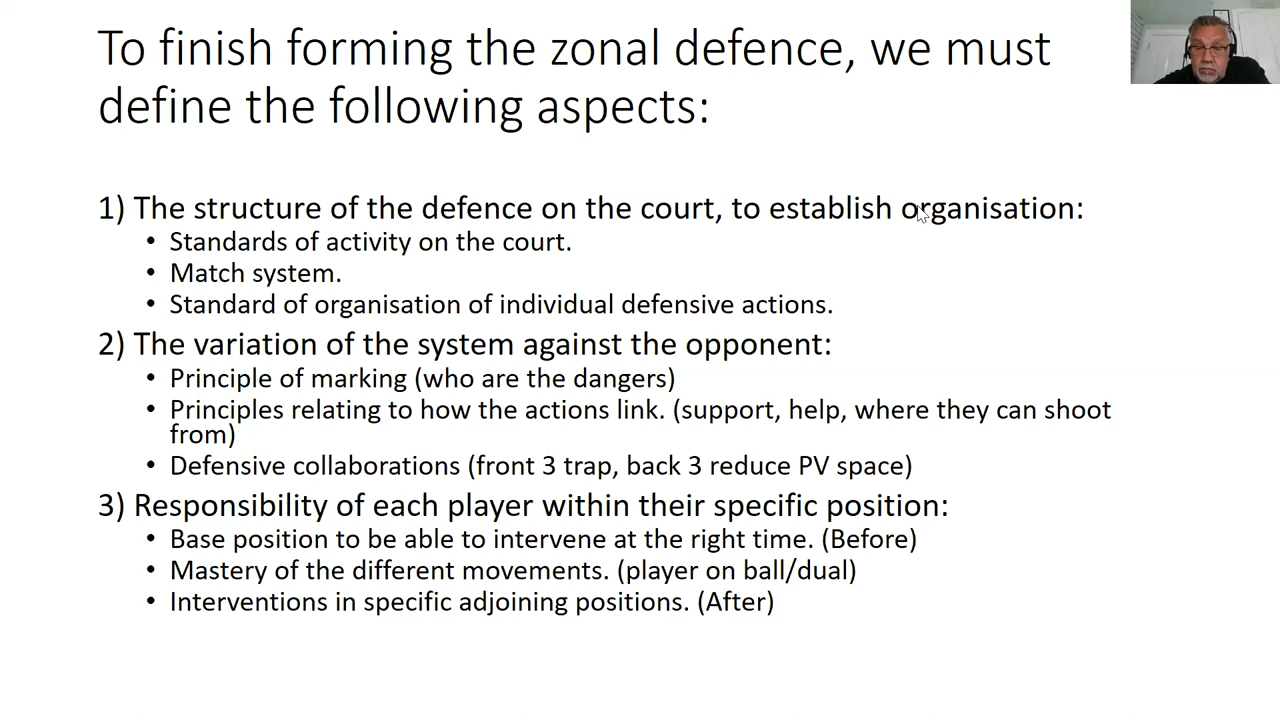 To finish forming the zonal defence, we must
define the following aspects:
1) The structure of the defence on the court, to establish organisation:
• Standards of activity on the court.
• Match system.
• Standard of organisation of individual defensive actions.
2) The variation of the system against the opponent:
• Principle of marking (who are the dangers)
• Principles relating to how the actions link. (support, help, where they can shoot
from)
• Defensive collaborations (front 3 trap, back 3 reduce PV space)
3) Responsibility of each player within their specific position:
• Base position to be able to intervene at the right time. (Before)
• Mastery of the different movements. (player on ball/dual)
• Interventions in specific adjoining positions. (After)